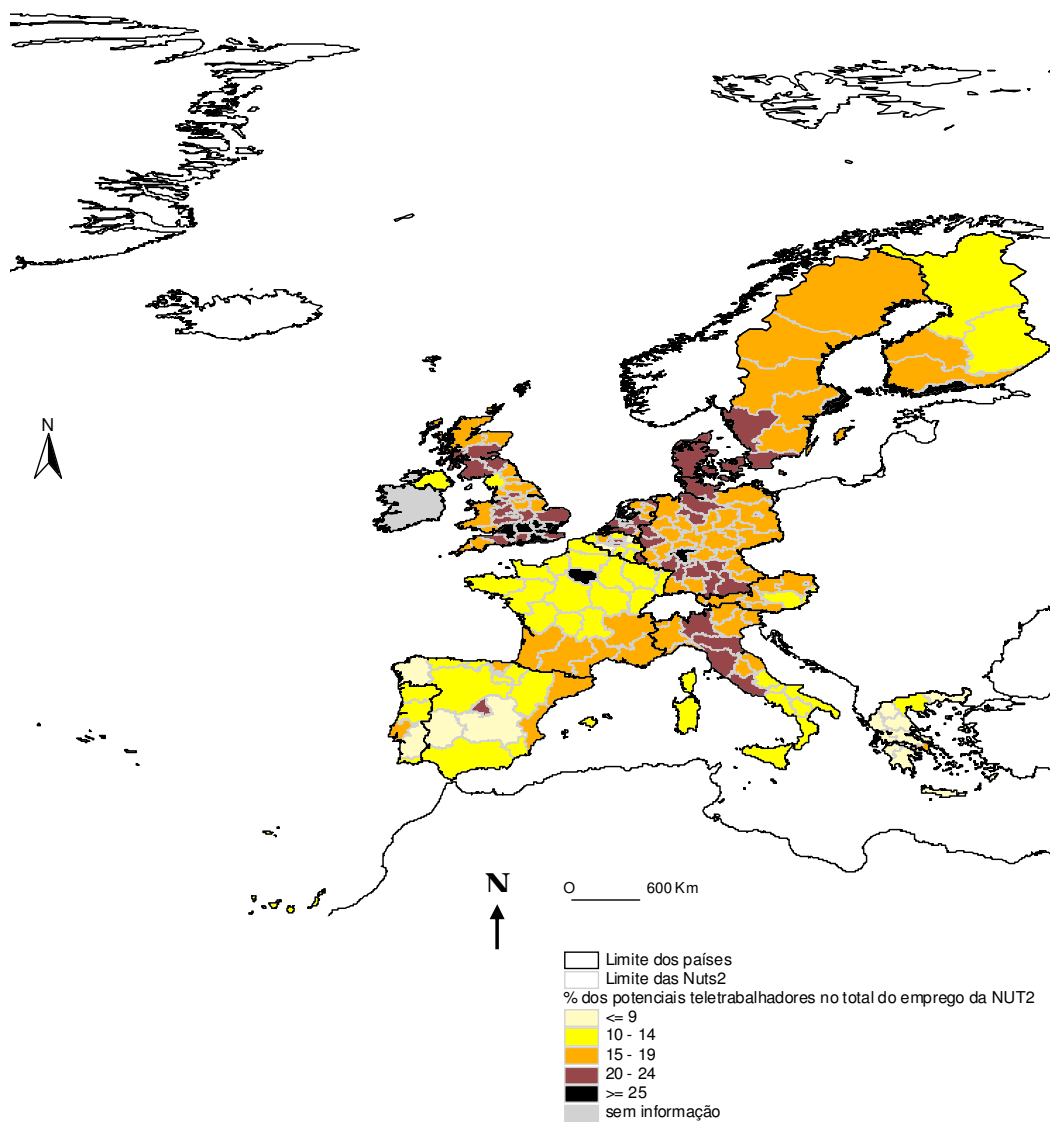 N
N
O 600 Km
Limite dos países
Limite das Nuts2
% dos potenciais teletrabalhadores no total do emprego da NUT2
<= 9
10 - 14
15 - 19
20 - 24
>= 25
sem informação